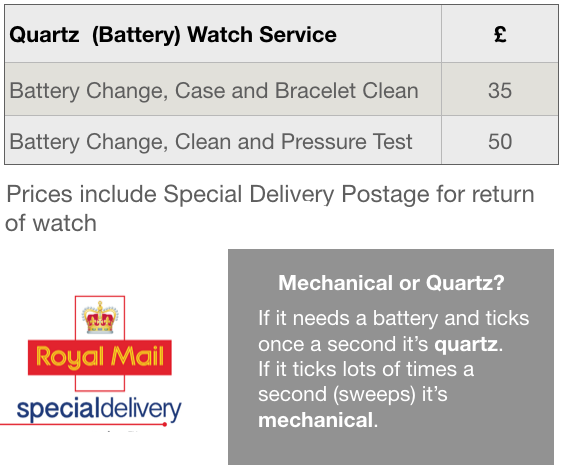 Quartz  (Battery) Watch Service £
Battery Change, Case and Bracelet Clean 35
Battery Change, Clean and Pressure Test 50
Prices include Special Delivery Postage for return
of watch
Royal Mail
specialdelivery
Mechanical or Quartz?
If it needs a battery and ticks
once a second it’s quartz.
If it ticks lots of times a
second (sweeps) it’s
mechanical.